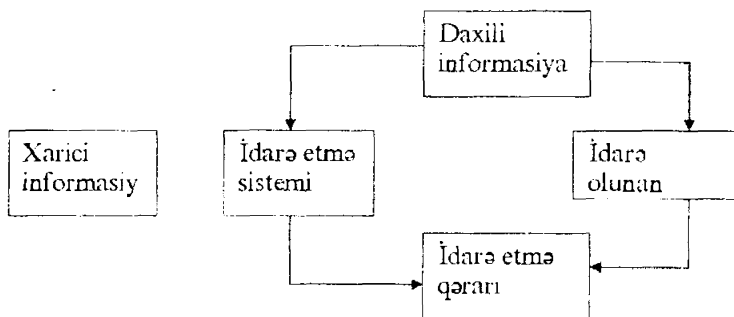 Daxili
informasiya
Xarici
informasiy
İdarə etmə
sistemi
İdarə
olunan
İdarə etmə
qərarı